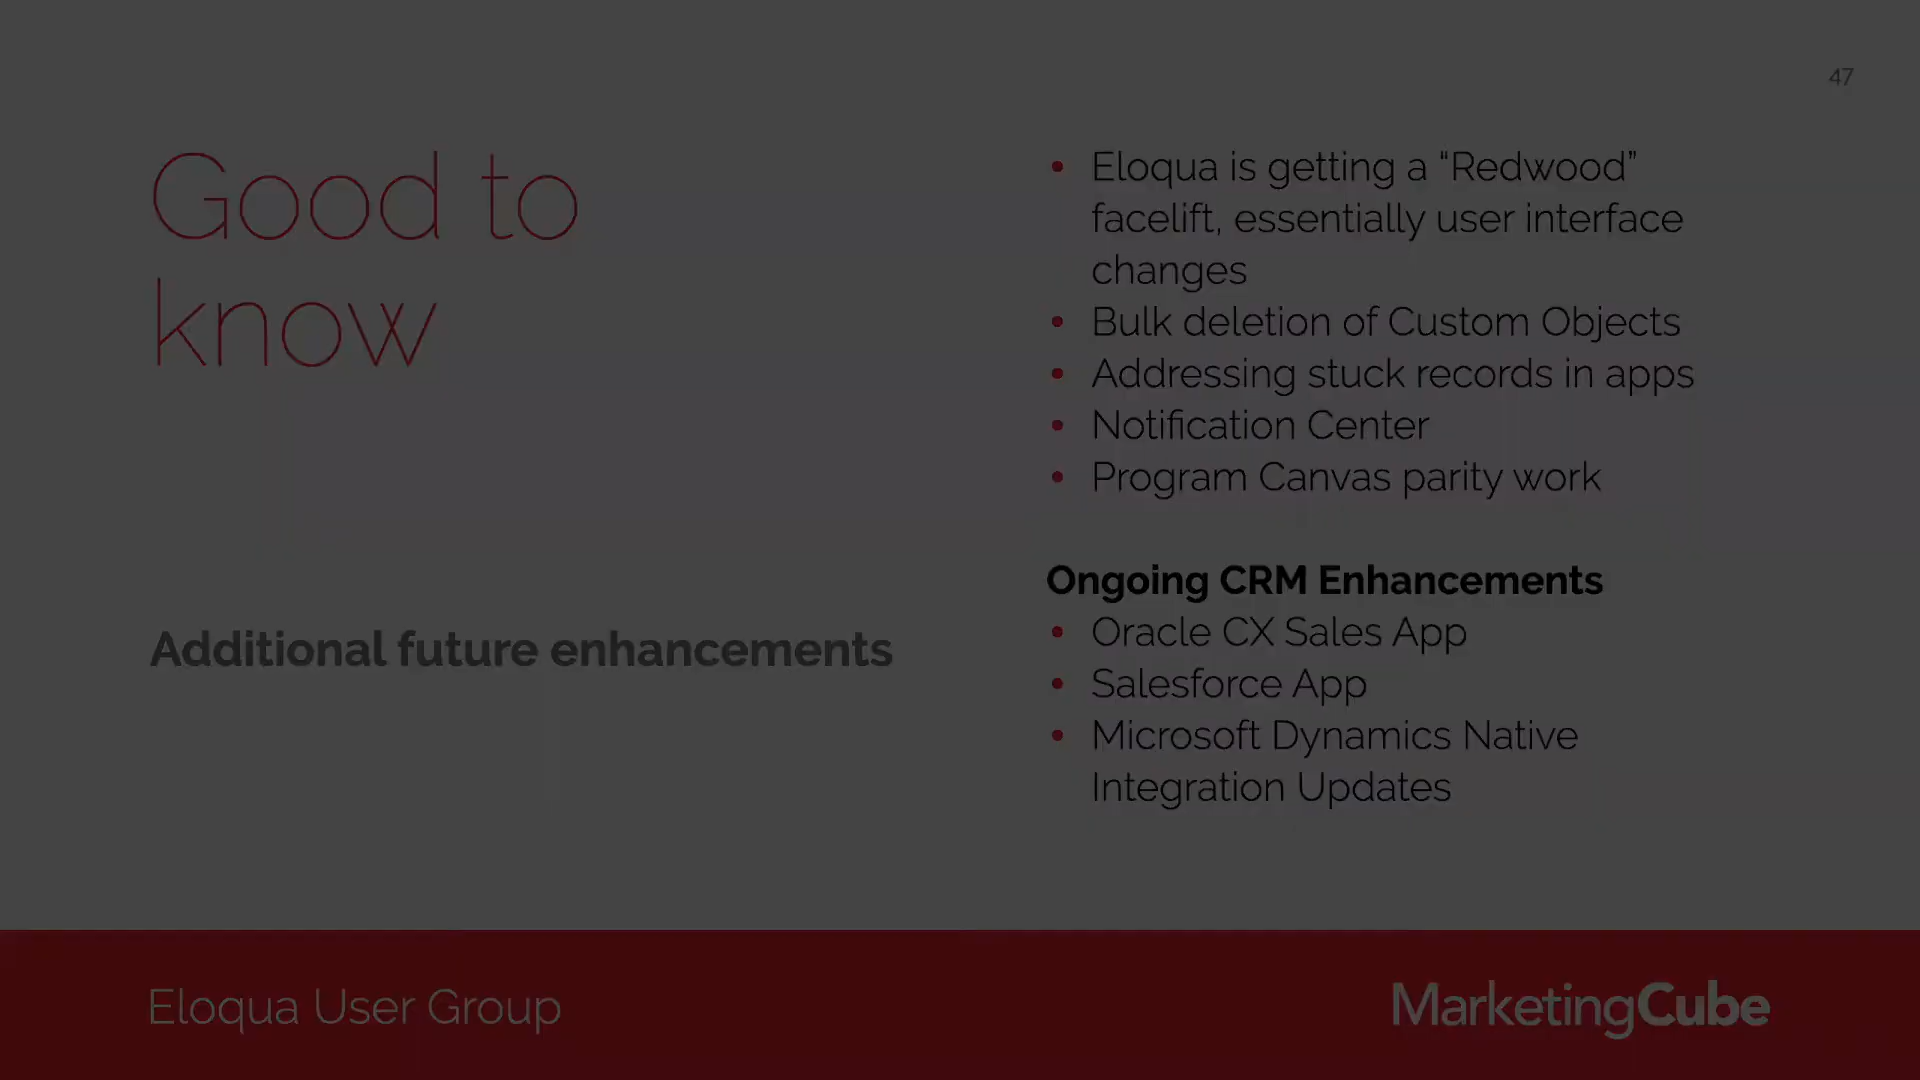 47
Good to
know
Additional future enhancements
• Eloqua is getting a “Redwood”
facelift, essentially user interface
changes
• Bulk deletion of Custom Objects
• Addressing stuck records in apps
• Notification Center
• Program Canvas parity work
Ongoing CRM Enhancements
• Oracle CX Sales App
• Salesforce App
• Microsoft Dynamics Native
Integration Updates
Eloqua User Group
MarketingCube